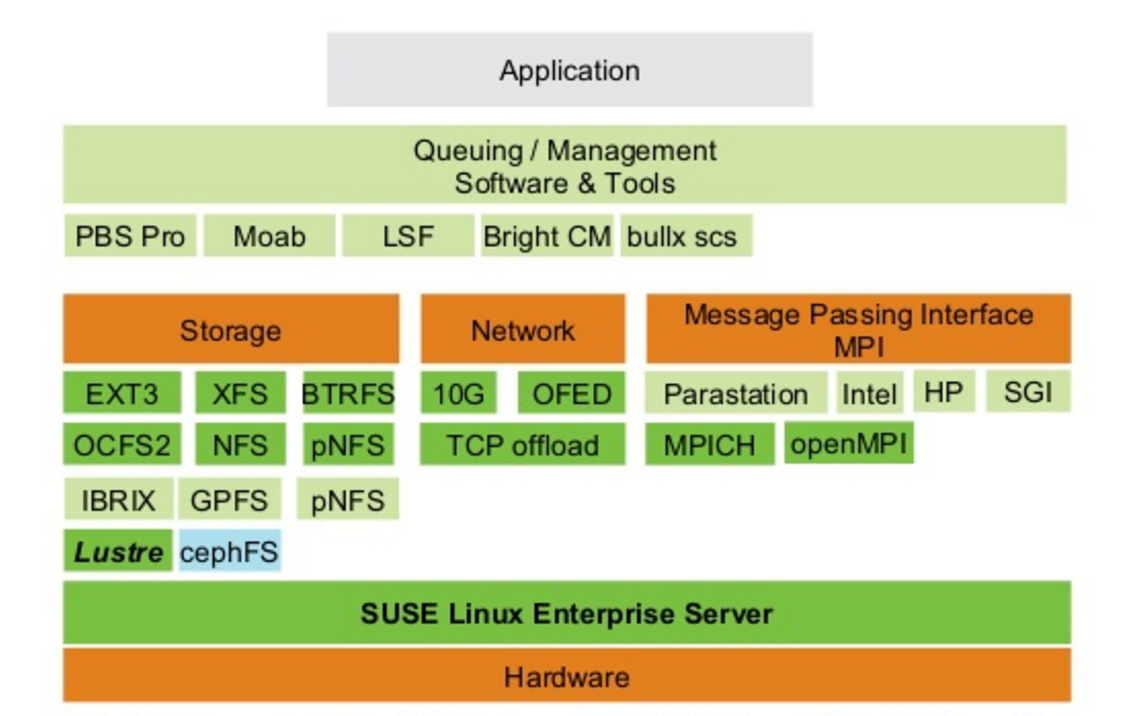 Application
Queuing / Management
Software & Tools
PBS Pro Moab LSF Bright CM bullx scs
Storage Network Message Passing Interface
MPI
EXT3 XFS BTRFS 10G OFED Parastation Intel HP SGI
OCFS2 NFS pNFS TCP offload MPICH openMPI
IBRIX GPFS pNFS
Lustre cephFS
SUSE Linux Enterprise Server
Hardware